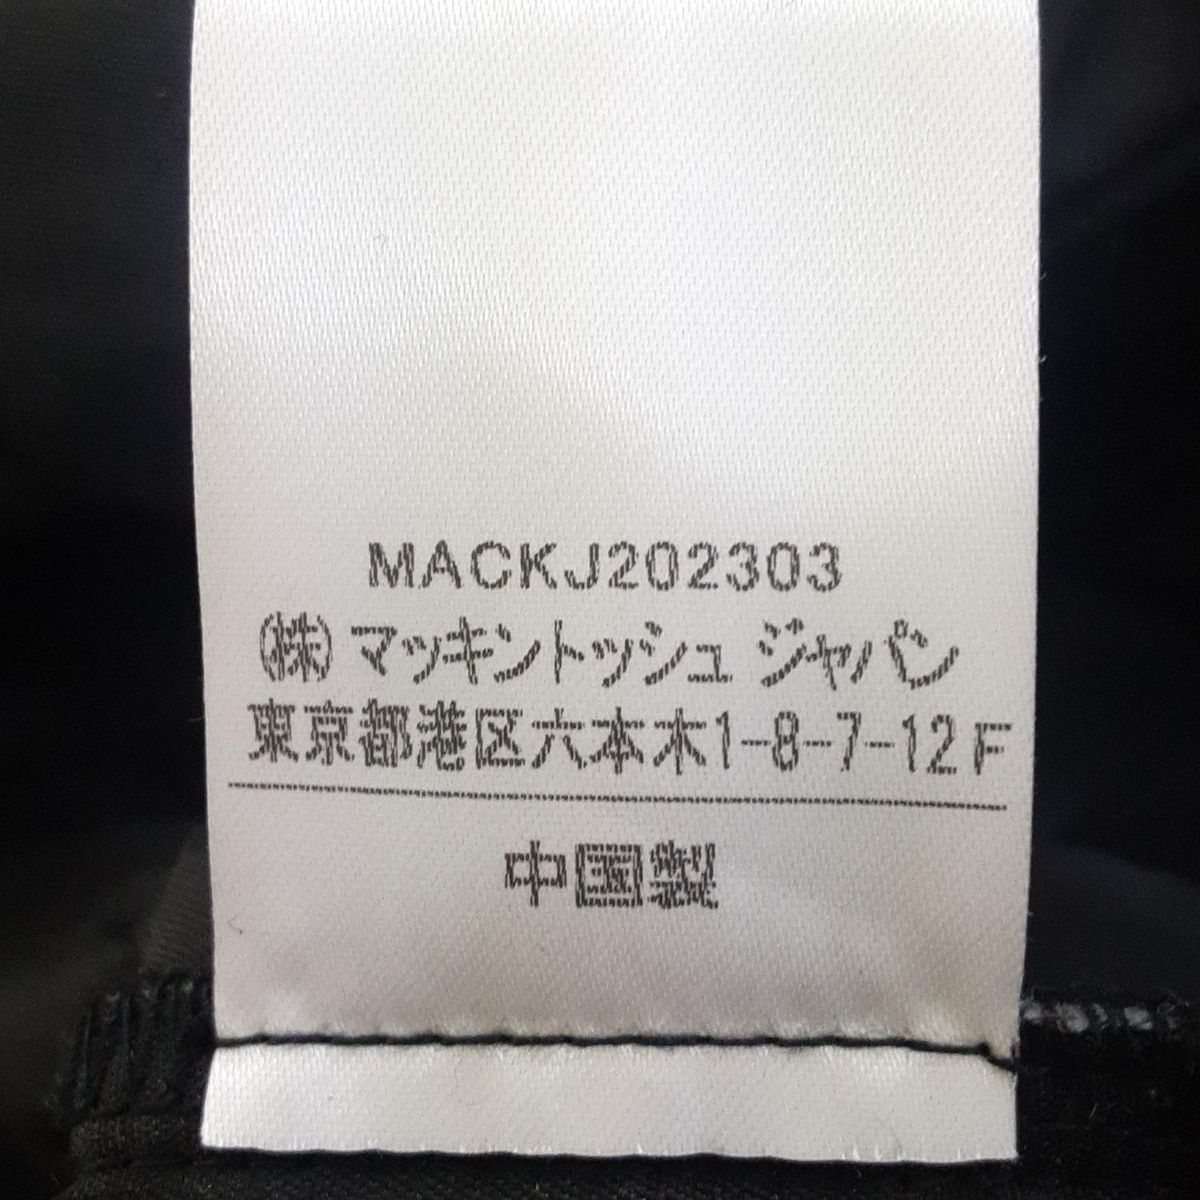 MACKJ202303
㈱ マッキントッシュ ジャパン
東京都港区六本木1-8-7-12F
中国製